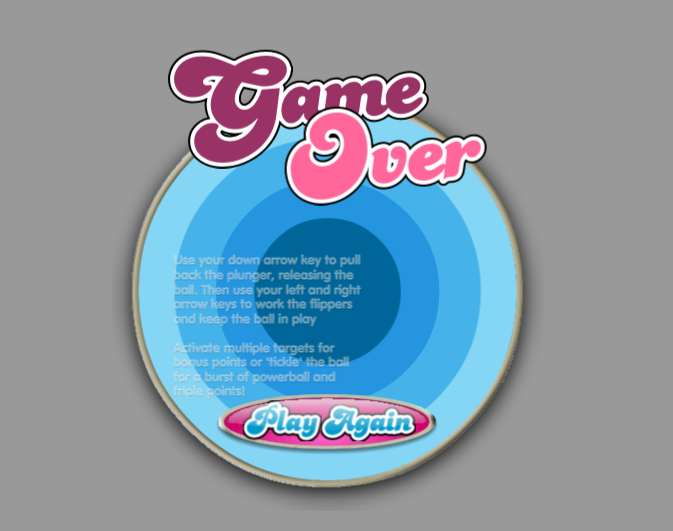 Game
Over
Use your down arrow key to pull
back the plunger, releasing the
ball. Then use your left and right
arrow keys to work the flippers
and keep the ball in play
Activate multiple targets for
bonus points or 'tickle' the ball
for a burst of powerball and
triple points!
Play Again